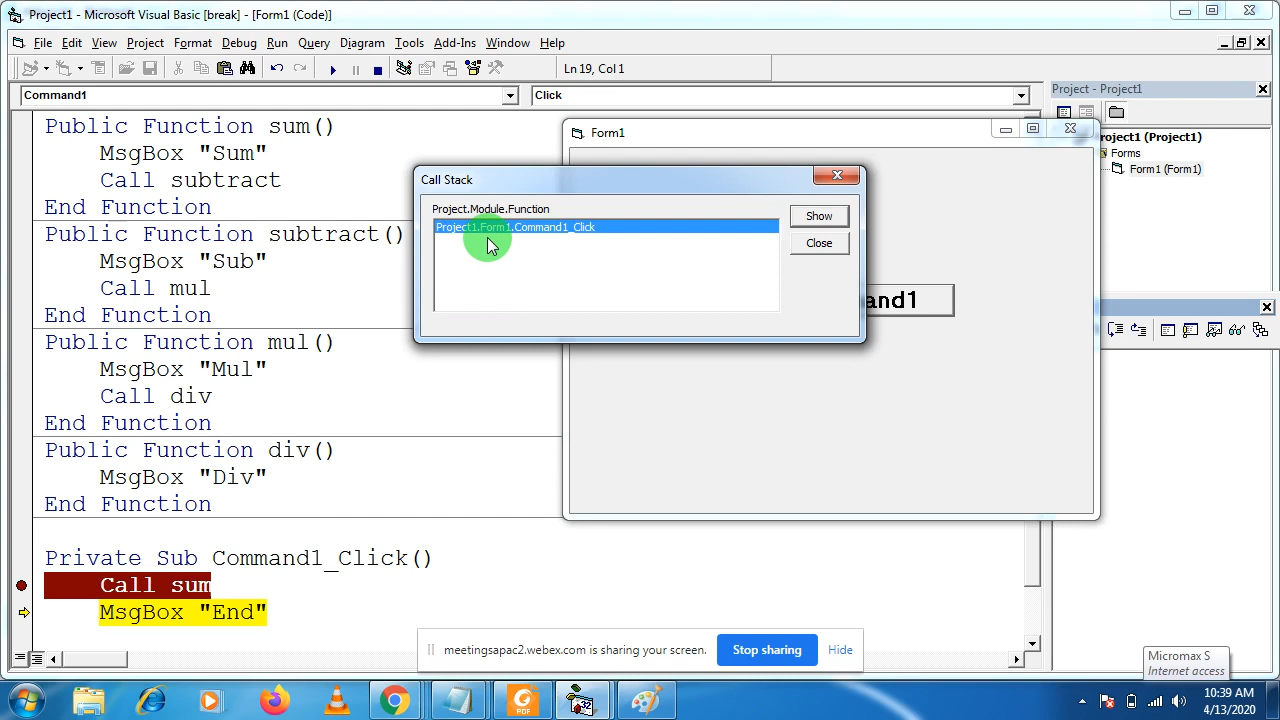 Project1 - Microsoft Visual Basic [break] - [Form1 (Code)]
File Edit View Project Format Debug Run Query Diagram Tools Add-Ins Window Help
Ln 19, Col 1
Command1
Click
Project - Project1
Public Function sum()
MsgBox "Sum"
Call subtract
End Function
Public Function subtract()
MsgBox "Sub"
Call mul
End Function
Public Function mul()
MsgBox "Mul"
Call div
End Function
Public Function div()
MsgBox "Div"
End Function
Private Sub Command1_Click()
Call sum
MsgBox "End"
Form1
Call Stack
Project.Module.Function
Project1.Form1.Command1_Click
Show
Close
and1
roject1 (Project1)
Forms
Form1 (Form1)
meetingsapac2.webex.com is sharing your screen.
Stop sharing
Hide
Micromax S
Internet access
PDF
32
10:39 AM
4/13/2020